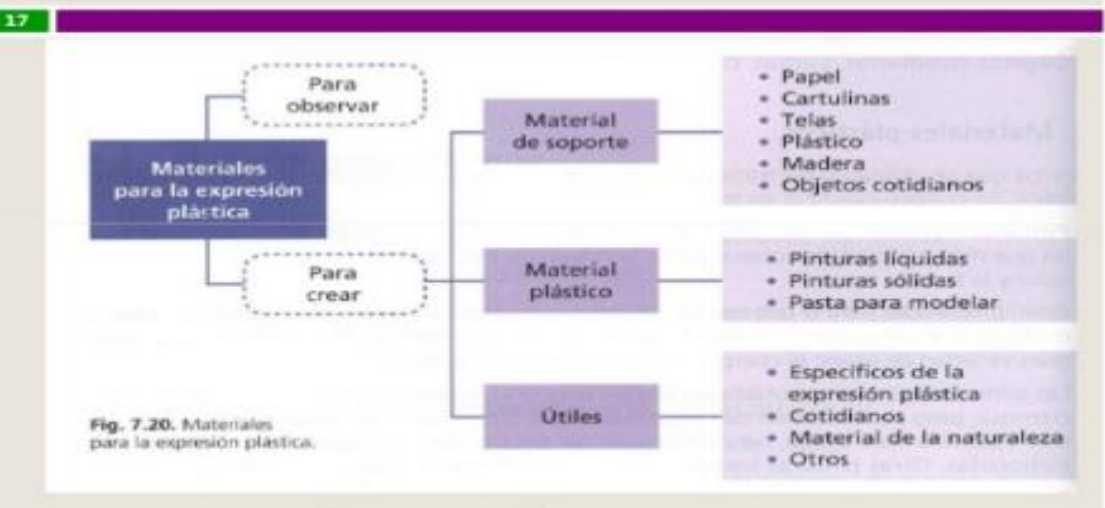 17
Para
observar
Materiales
para la expresión
plástica
Para
crear
Material
de soporte
• Papel
• Cartulinas
• Telas
• Plástico
• Madera
• Objetos cotidianos
Material
plástico
• Pinturas líquidas
• Pinturas sólidas
• Pasta para modelar
Útiles
• Específicos de la
expresión plástica
• Cotidianos
• Material de la naturaleza
• Otros
Fig. 7.20. Materiales
para la expresión plástica.